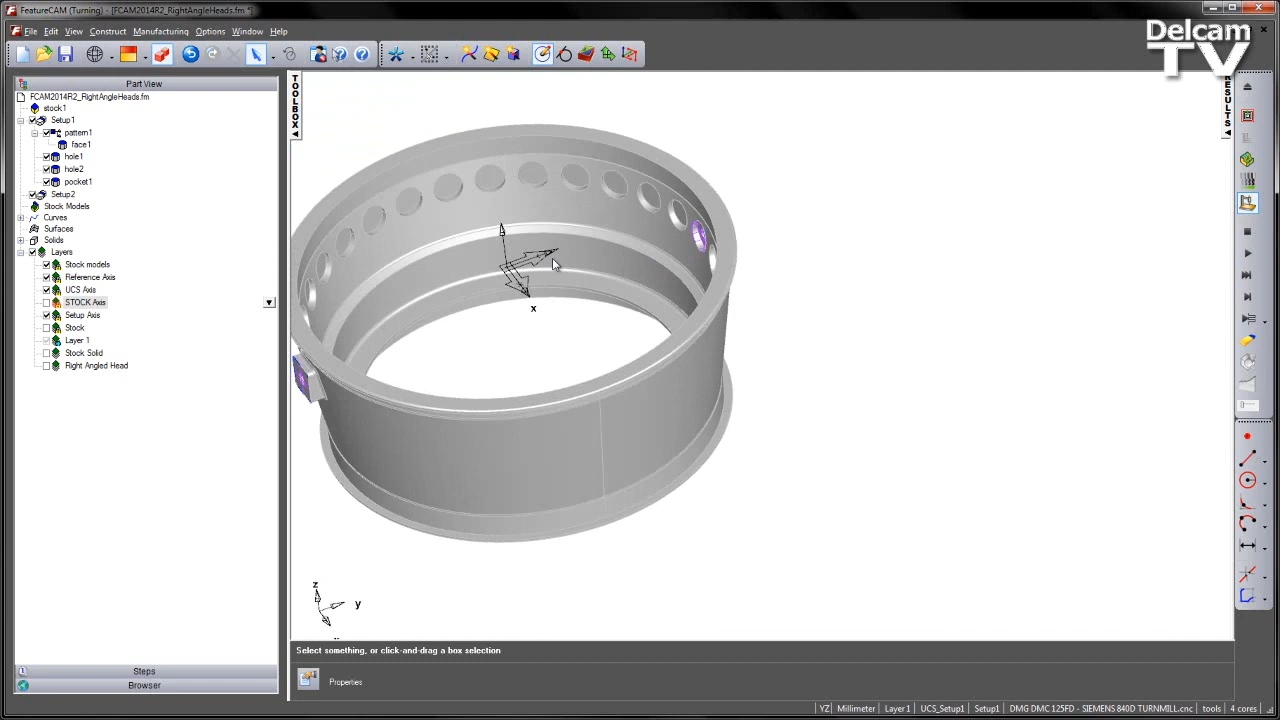 FeatureCAM (Turning) - [FCAM2014R2_RightAngleHeads.fm *]
File Edit View Construct Manufacturing Options Window Help
Delcam
TV
Part View
TOOLBOX
RESULTS
FCAM2014R2_RightAngleHeads.fm
stock1
Setup1
pattern1
face1
hole1
hole2
pocket1
Setup2
Stock Models
Curves
Surfaces
Solids
Layers
Stock models
Reference Axis
UCS Axis
STOCK Axis
Setup Axis
Stock
Layer 1
Stock Solid
Right Angled Head
x
z
y
Select something, or click-and-drag a box selection
Steps
Properties
Browser
YZ Millimeter Layer1 UCS_Setup1 Setup1 DMG DMC 125FD - SIEMENS 840D TURNMILL.cnc tools 4 cores